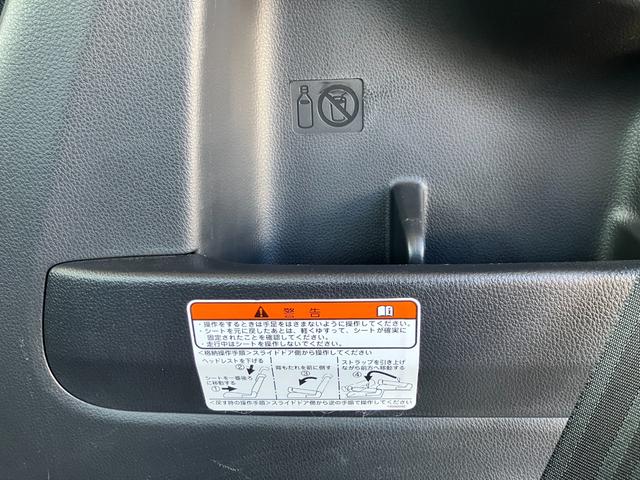 警告
・操作をするときは手足をはさまないように操作してください。
・シートを元に戻したあとは、軽くゆすって、シートが確実に
固定されたことを確認してください。
・走行中はシートを操作しないでください。
<格納操作手順>スライドドア側から操作してください
ヘッドレストを下げる
②
背もたれを前に倒す
③
ストラップを引き上げ
ながら前方へ移動する
④
シートを一番後ろ
に移動する
①
<戻す時の操作手順>スライドドア側から逆の手順で操作してください